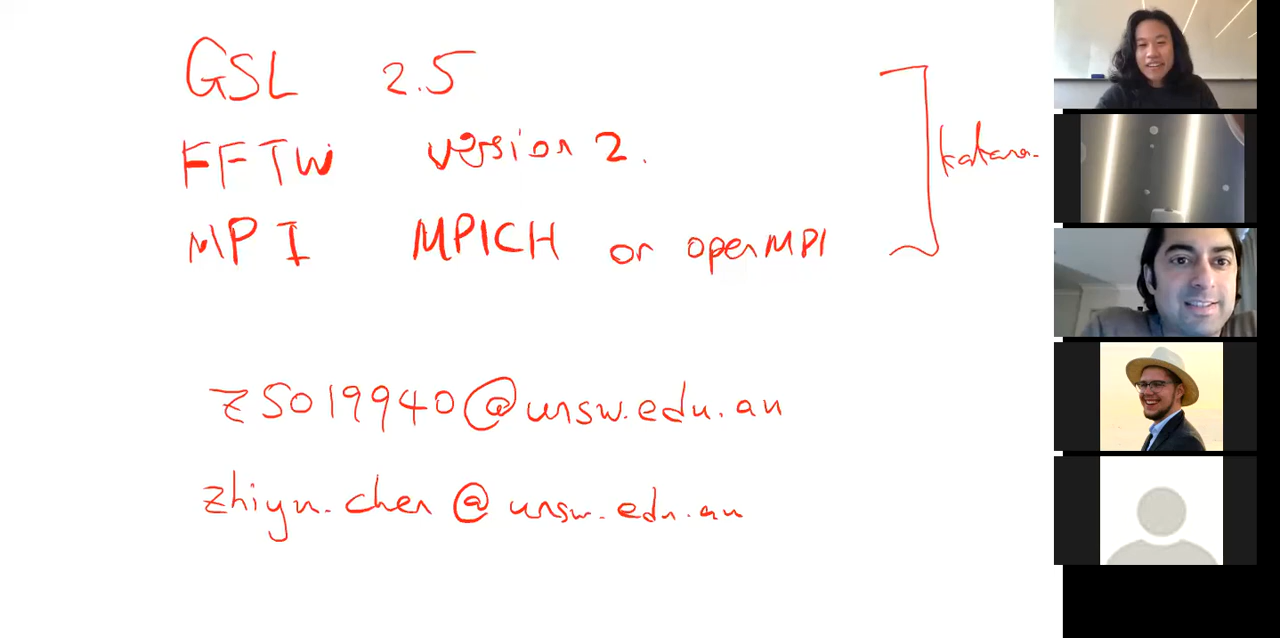 GSL 2.5
FFTW version 2.
MPI MPICH or openMPI
katana.
z5019940@unsw.edu.au
zhiyu.chen@unsw.edu.au